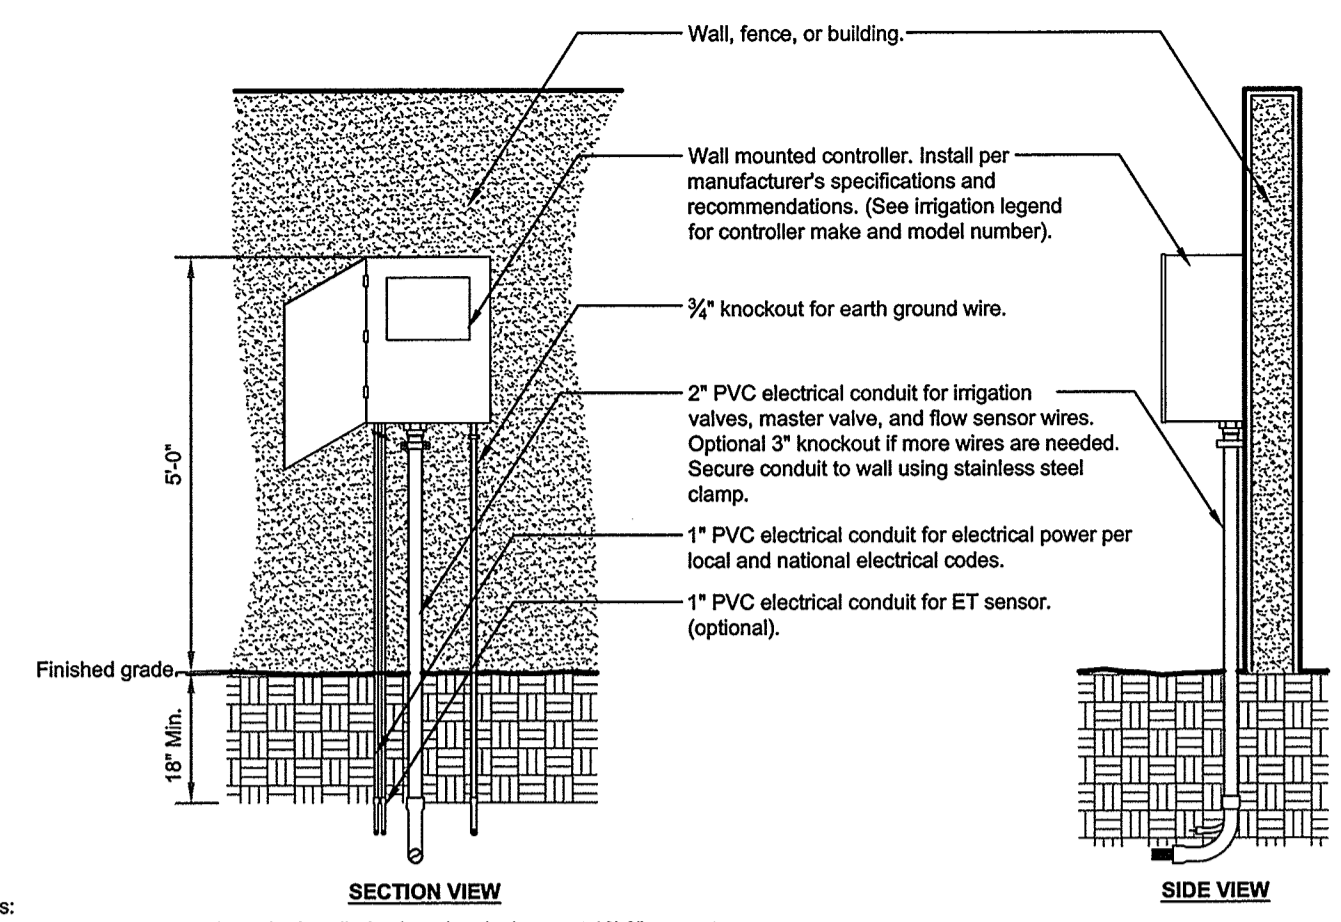 Wall, fence, or building.
Wall mounted controller. Install per
manufacturer's specifications and
recommendations. (See irrigation legend
for controller make and model number).
¾" knockout for earth ground wire.
2" PVC electrical conduit for irrigation
valves, master valve, and flow sensor wires.
Optional 3" knockout if more wires are needed.
Secure conduit to wall using stainless steel
clamp.
1" PVC electrical conduit for electrical power per
local and national electrical codes.
1" PVC electrical conduit for ET sensor.
(optional).
5'-0"
Finished grade
18" Min.
SECTION VIEW
SIDE VIEW
s: